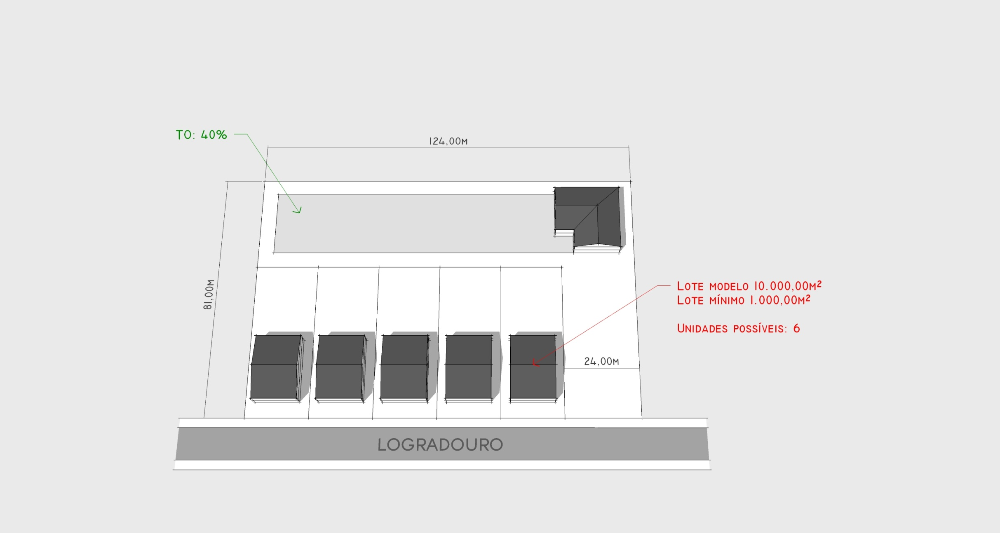 TO: 40%
124,00M
81,00M
LOTE MODELO 10.000,00M²
LOTE MÍNIMO 1.000,00M²
UNIDADES POSSÍVEIS: 6
24,00M
LOGRADOURO